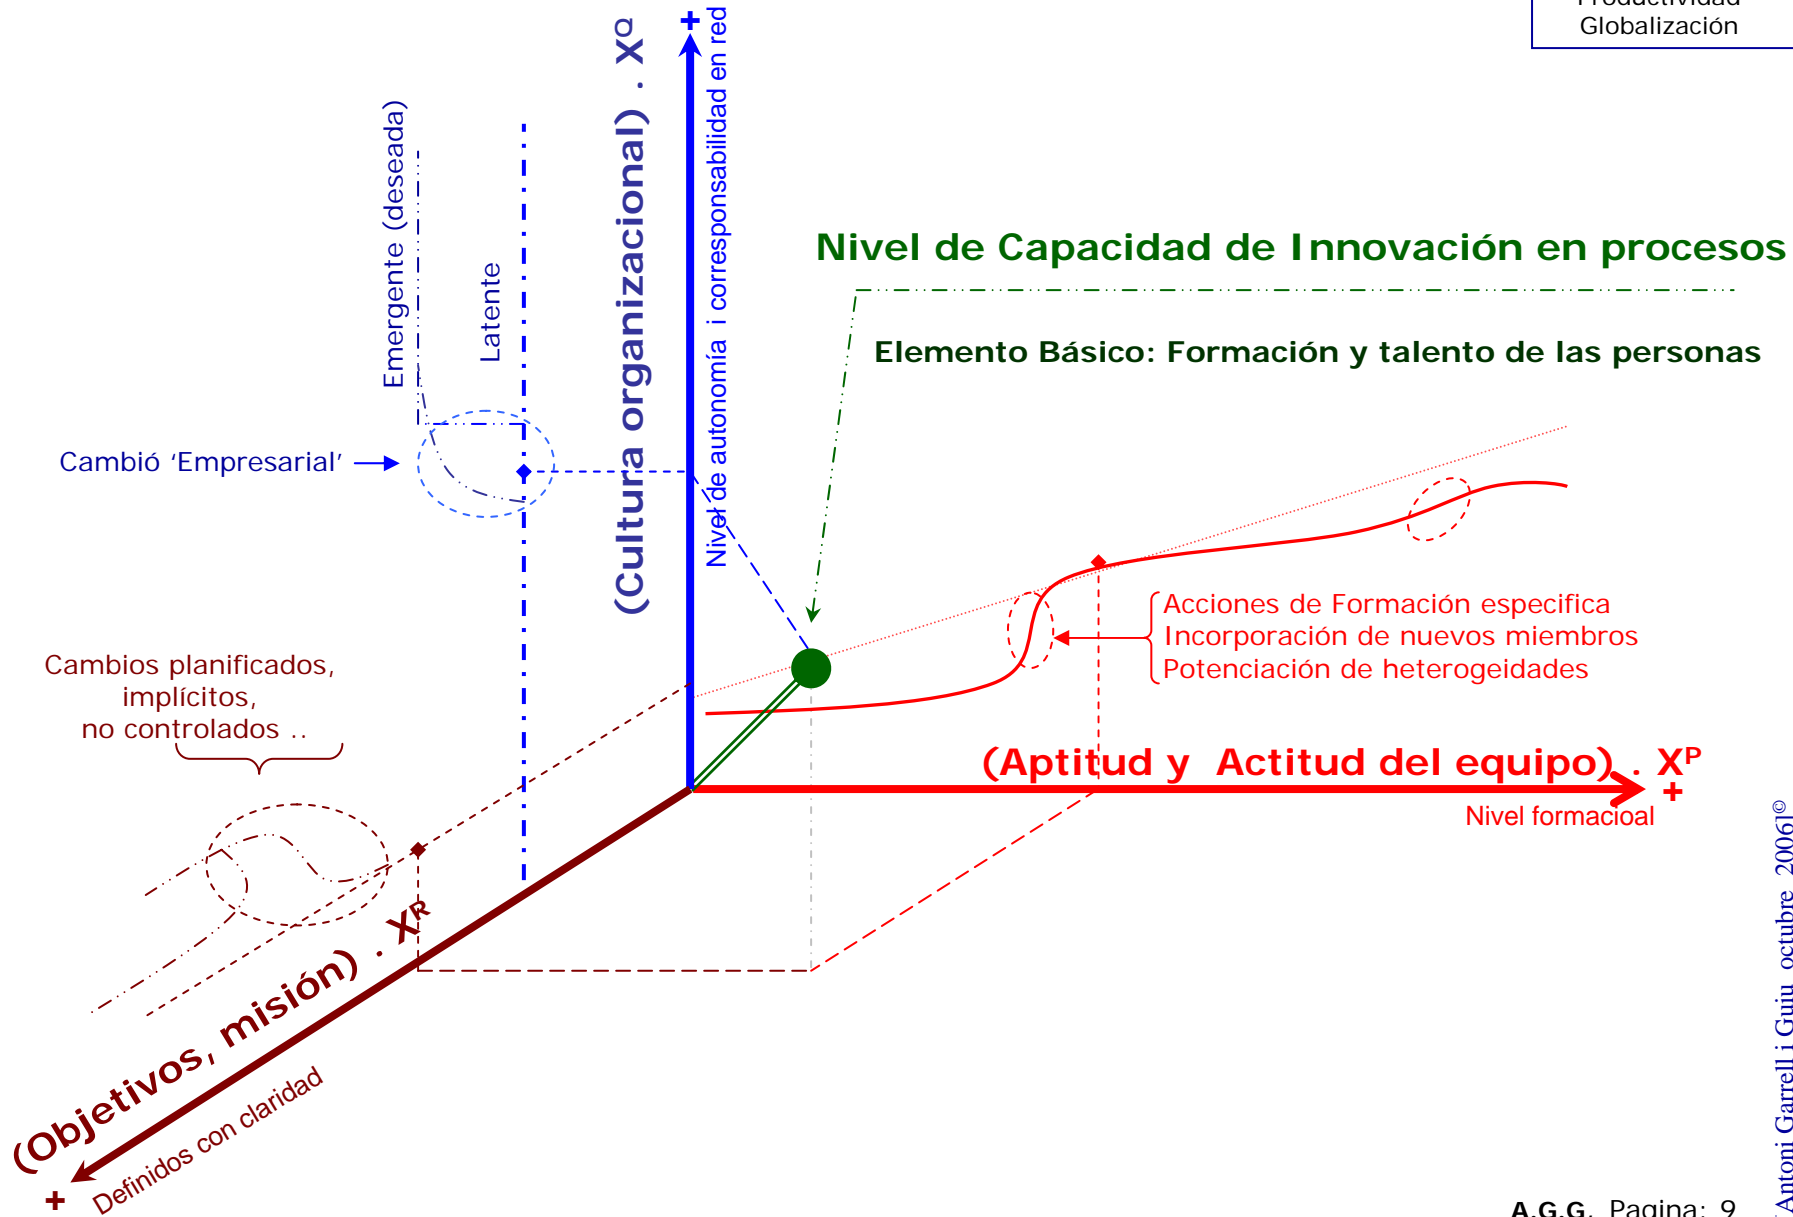 Productividad
Globalización
+
(Cultura organizacional) . X^Q
Nivel de autonomía i corresponsabilidad en red
Emergente (deseada)
Latente
Nivel de Capacidad de Innovación en procesos
Elemento Básico: Formación y talento de las personas
Cambió ‘Empresarial’
Acciones de Formación especifica
Incorporación de nuevos miembros
Potenciación de heterogeidades
Cambios planificados,
implícitos,
no controlados ..
(Aptitud y Actitud del equipo) . X^P
+
Nivel formacioal
(Objetivos, misión) . X^R
Definidos con claridad
+
Antoni Garrell i Guiu octubre 2006]©
A.G.G. Pagina: 9